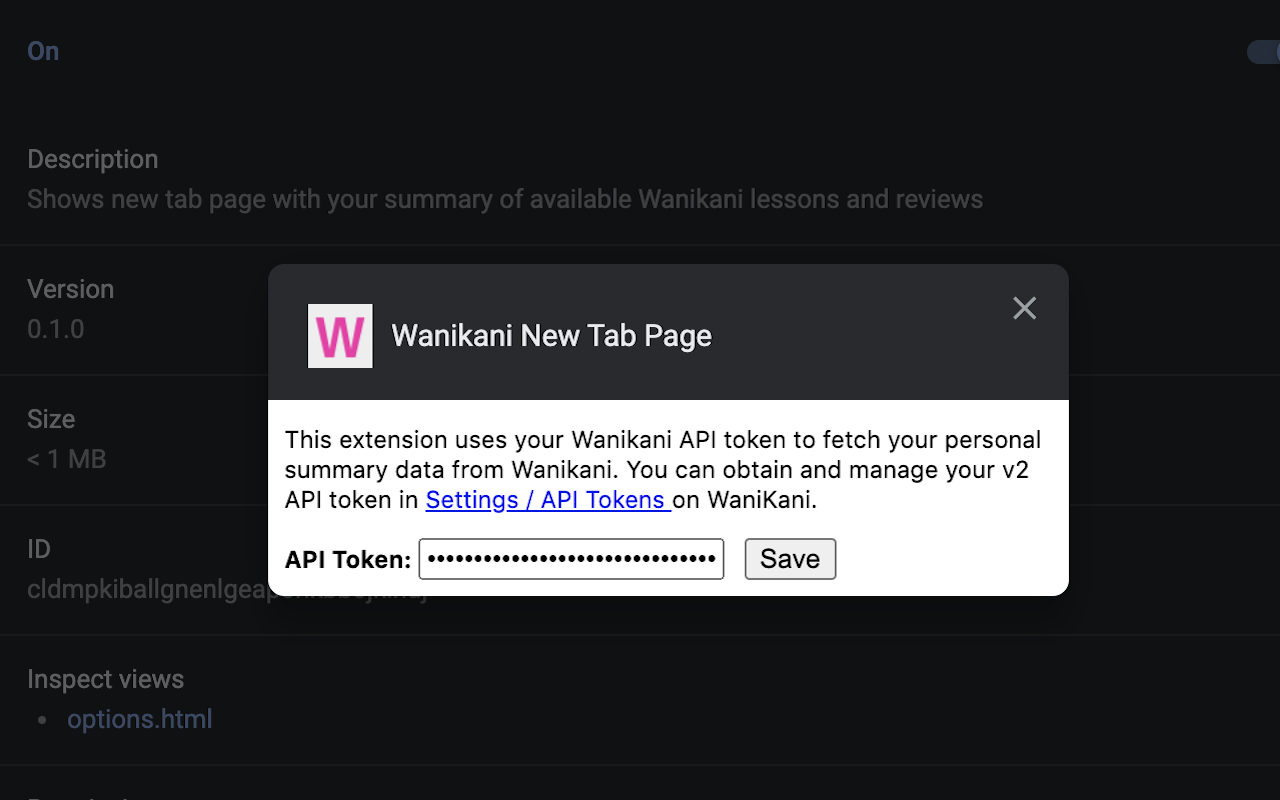 On
Description
Shows new tab page with your summary of available Wanikani lessons and reviews
Version
0.1.0
W Wanikani New Tab Page
Size
< 1 MB
This extension uses your Wanikani API token to fetch your personal
summary data from Wanikani. You can obtain and manage your v2
API token in Settings / API Tokens on WaniKani.
API Token: •••••••••••••••••••••••••••••••• Save
ID
Inspect views
• options.html